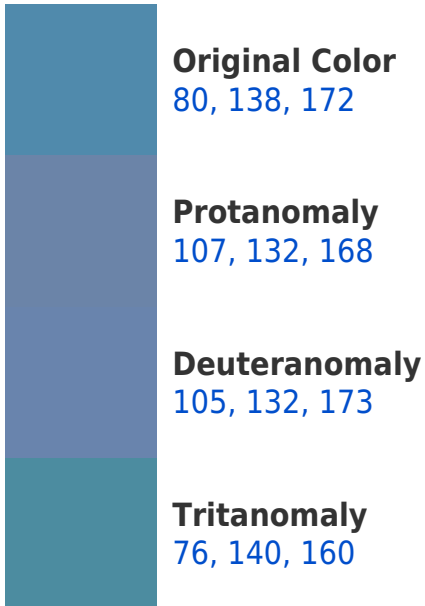 Original Color
80, 138, 172
Protanomaly
107, 132, 168
Deuteranomaly
105, 132, 173
Tritanomaly
76, 140, 160